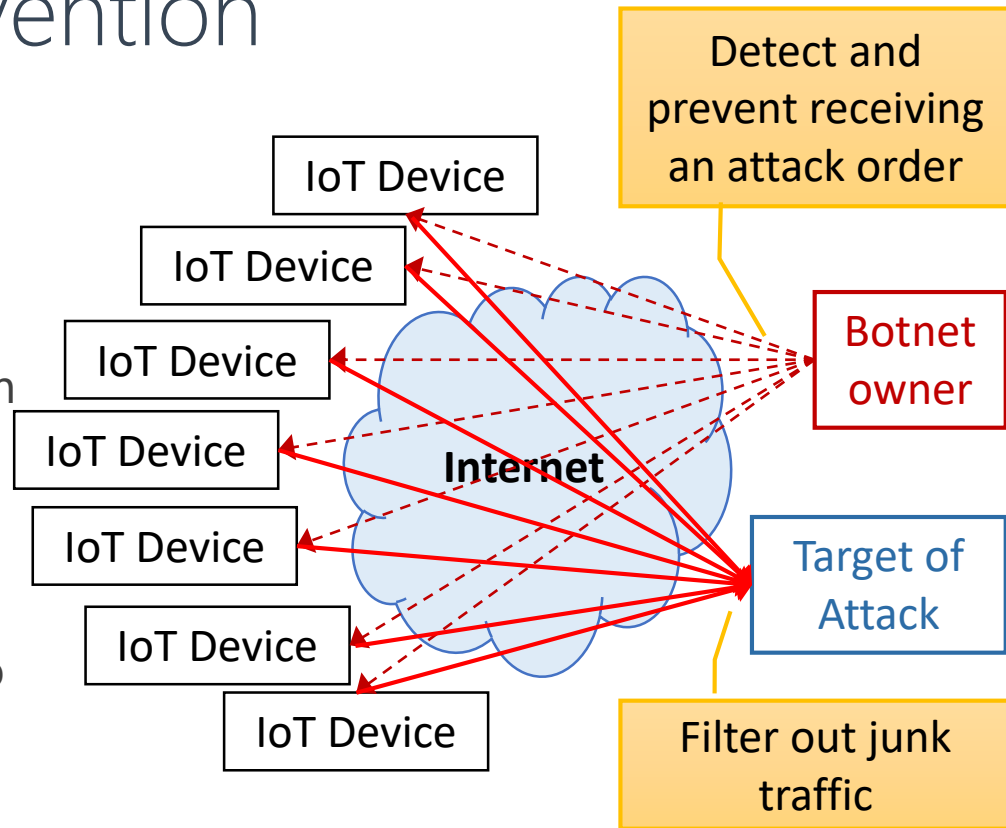 vention
Detect and
prevent receiving
an attack order
IoT Device
IoT Device
IoT Device
IoT Device
IoT Device
IoT Device
IoT Device
Internet
Botnet
owner
Target of
Attack
Filter out junk
traffic